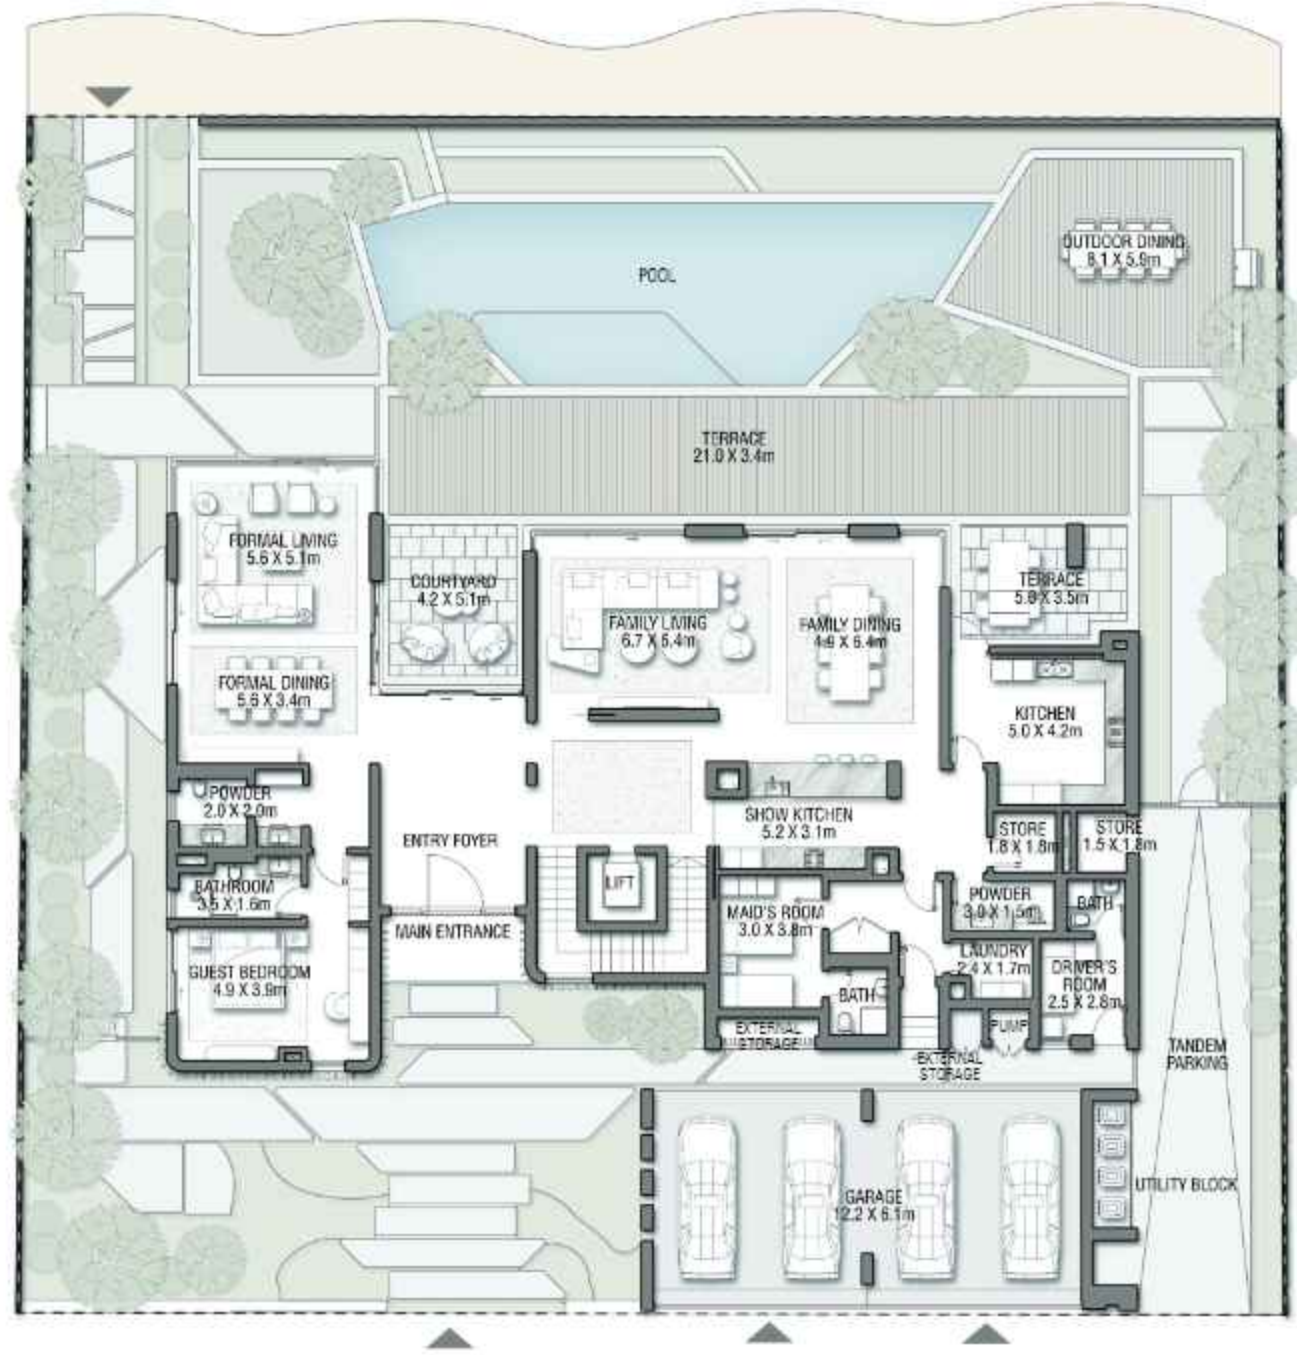 POOL
OUTDOOR DINING
8.1 X 5.9m
TERRACE
21.0 X 3.4m
FORMAL LIVING
5.6 X 5.1m
COURTYARD
4.2 X 5.1m
FAMILY LIVING
6.7 X 6.4m
FAMILY DINING
4.9 X 6.4m
TERRACE
5.8 X 3.5m
FORMAL DINING
5.6 X 3.4m
KITCHEN
5.0 X 4.2m
POWDER
2.0 X 2.0m
ENTRY FOYER
SHOW KITCHEN
5.2 X 3.1m
STORE
1.8 X 1.8m
STORE
1.5 X 1.8m
LIFT
BATHROOM
3.5 X 1.6m
MAID'S ROOM
3.0 X 3.8m
POWDER
3.0 X 1.5m
BATH
MAIN ENTRANCE
GUEST BEDROOM
4.9 X 3.9m
LAUNDRY
2.4 X 1.7m
DRIVER'S
ROOM
2.5 X 2.8m
BATH
EXTERNAL
STORAGE
PUMP
EXTERNAL
STORAGE
TANDEM
PARKING
GARAGE
12.2 X 6.1m
UTILITY BLOCK